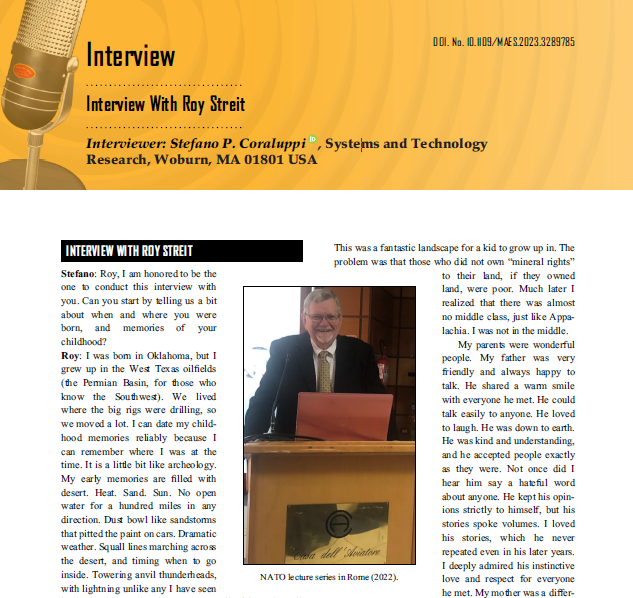 Interview
DOI. No. 10.1109/MAES.2023.3289785
Interview With Roy Streit
Interviewer: Stefano P. Coraluppi iD, Systems and Technology
Research, Woburn, MA 01801 USA
INTERVIEW WITH ROY STREIT
Stefano: Roy, I am honored to be the
one to conduct this interview with
you. Can you start by telling us a bit
about when and where you were
born, and memories of your
childhood?
Roy: I was born in Oklahoma, but I
grew up in the West Texas oilfields
(the Permian Basin, for those who
know the Southwest). We lived
where the big rigs were drilling, so
we moved a lot. I can date my child-
hood memories reliably because I
can remember where I was at the
time. It is a little bit like archeology.
My early memories are filled with
desert. Heat. Sand. Sun. No open
water for a hundred miles in any
direction. Dust bowl like sandstorms
that pitted the paint on cars. Dramatic
weather. Squall lines marching across
the desert, and timing when to go
inside. Towering anvil thunderheads,
with lightning unlike any I have seen
Casa dell' Aviatore
NATO lecture series in Rome (2022).
This was a fantastic landscape for a kid to grow up in. The
problem was that those who did not own “mineral rights”
to their land, if they owned
land, were poor. Much later I
realized that there was almost
no middle class, just like Appa-
lachia. I was not in the middle.
My parents were wonderful
people. My father was very
friendly and always happy to
talk. He shared a warm smile
with everyone he met. He could
talk easily to anyone. He loved
to laugh. He was down to earth.
He was kind and understanding,
and he accepted people exactly
as they were. Not once did I
hear him say a hateful word
about anyone. He kept his opin-
ions strictly to himself, but his
stories spoke volumes. I loved
his stories, which he never
repeated even in his later years.
I deeply admired his instinctive
love and respect for everyone
he met. My mother was a differ-